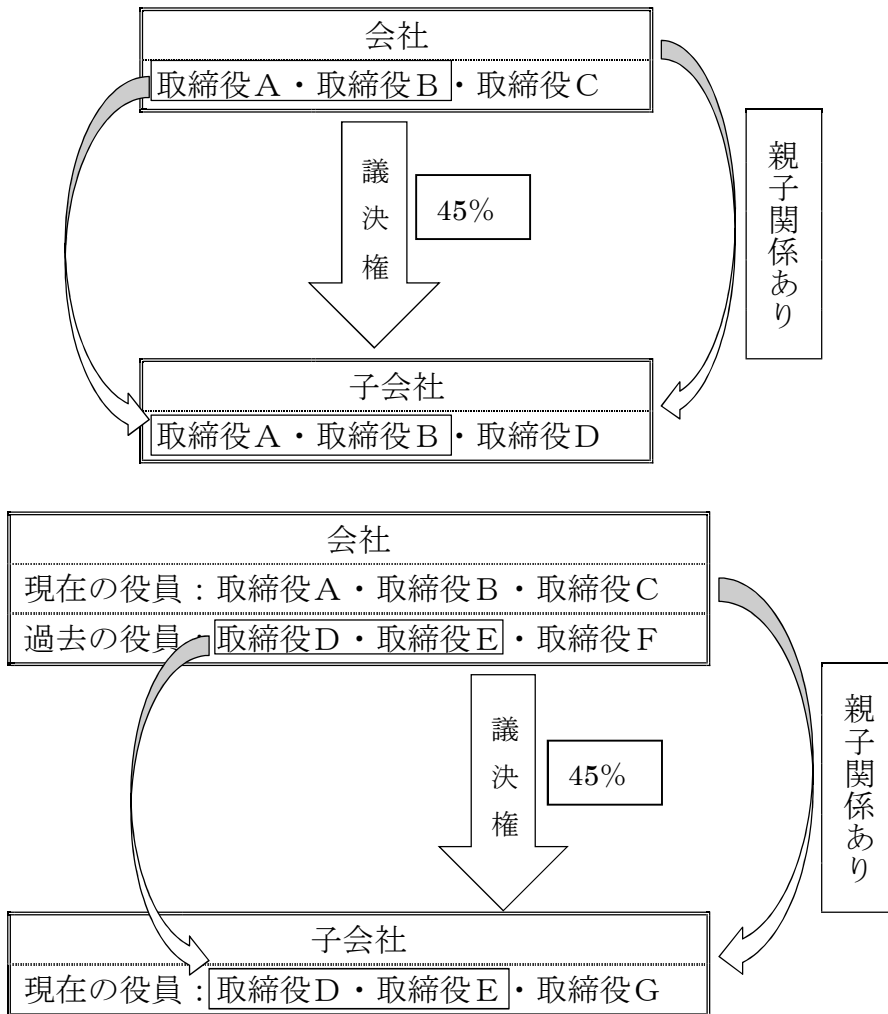 会社
取締役A・取締役B・取締役C
議決権
45%
親子関係あり
子会社
取締役A・取締役B・取締役D
会社
現在の役員：取締役A・取締役B・取締役C
過去の役員：取締役D・取締役E・取締役F
議決権
45%
親子関係あり
子会社
現在の役員：取締役D・取締役E・取締役G